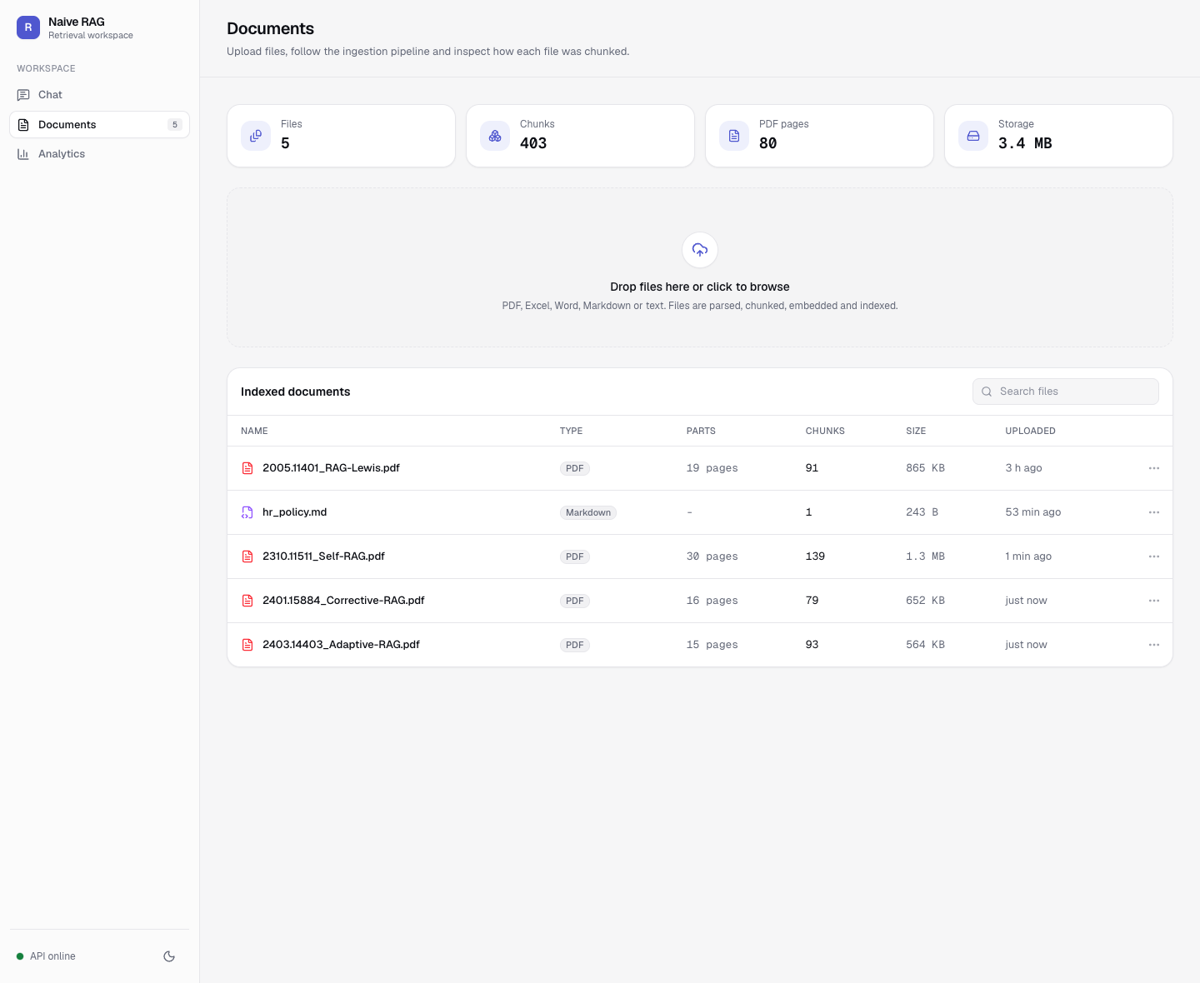 R
Naive RAG
Retrieval workspace
WORKSPACE
Chat
Documents 5
Analytics
API online
Documents
Upload files, follow the ingestion pipeline and inspect how each file was chunked.
Files
5
Chunks
403
PDF pages
80
Storage
3.4 MB
Drop files here or click to browse
PDF, Excel, Word, Markdown or text. Files are parsed, chunked, embedded and indexed.
Indexed documents
Search files
NAME TYPE PARTS CHUNKS SIZE UPLOADED
2005.11401_RAG-Lewis.pdf PDF 19 pages 91 865 KB 3 h ago
hr_policy.md Markdown - 1 243 B 53 min ago
2310.11511_Self-RAG.pdf PDF 30 pages 139 1.3 MB 1 min ago
2401.15884_Corrective-RAG.pdf PDF 16 pages 79 652 KB just now
2403.14403_Adaptive-RAG.pdf PDF 15 pages 93 564 KB just now